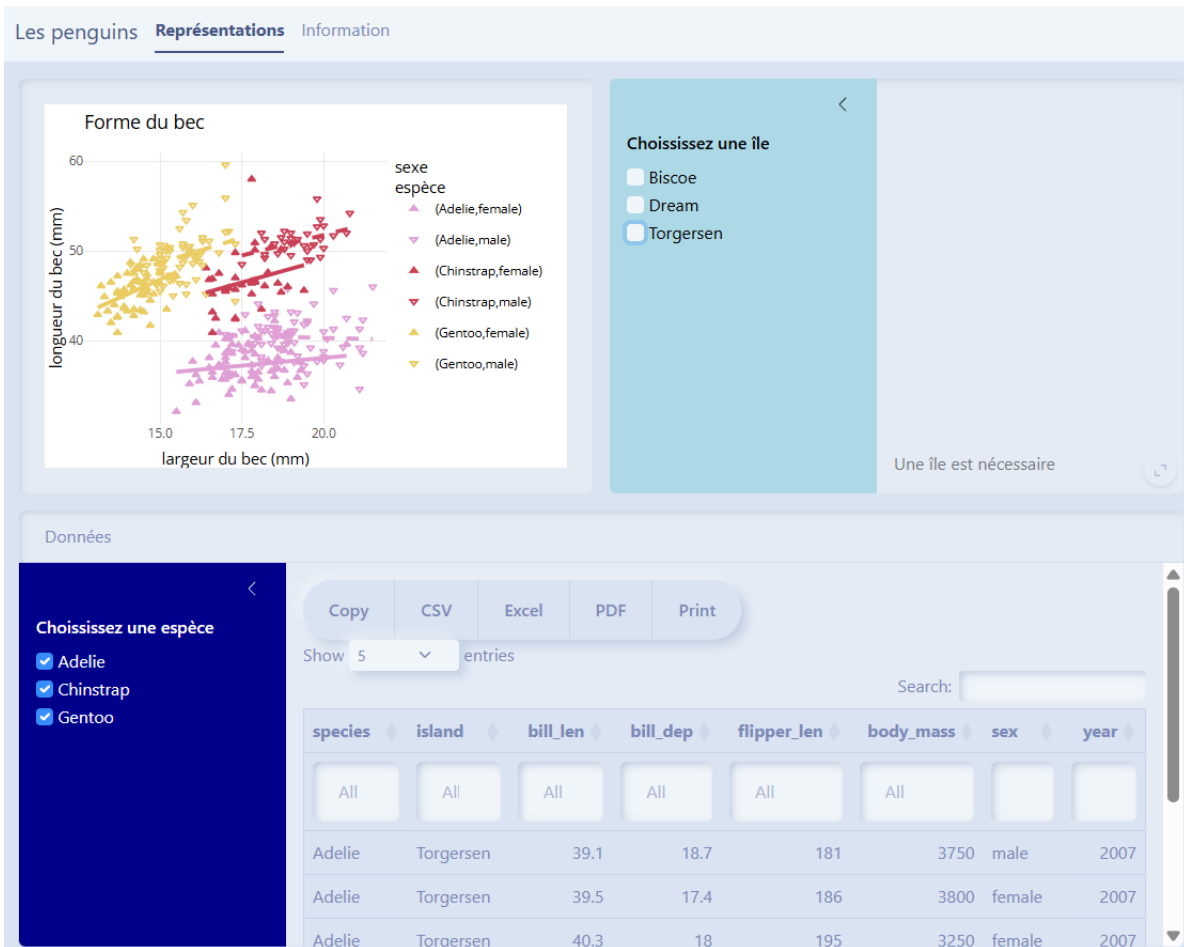 Les penguins Représentations Information
Forme du bec
60
50
40
longueur du bec (mm)
15.0 17.5 20.0
largeur du bec (mm)
sexe
espèce
(Adelie,female)
(Adelie,male)
(Chinstrap,female)
(Chinstrap,male)
(Gentoo,female)
(Gentoo,male)
Choississez une île
Biscoe
Dream
Torgersen
Une île est nécessaire
Données
Choississez une espèce
Adelie
Chinstrap
Gentoo
Copy CSV Excel PDF Print
Show 5 entries
Search:
species island bill_len bill_dep flipper_len body_mass sex year
All All All All All All
Adelie Torgersen 39.1 18.7 181 3750 male 2007
Adelie Torgersen 39.5 17.4 186 3800 female 2007
Adelie Torgersen 40.3 18 195 3250 female 2007